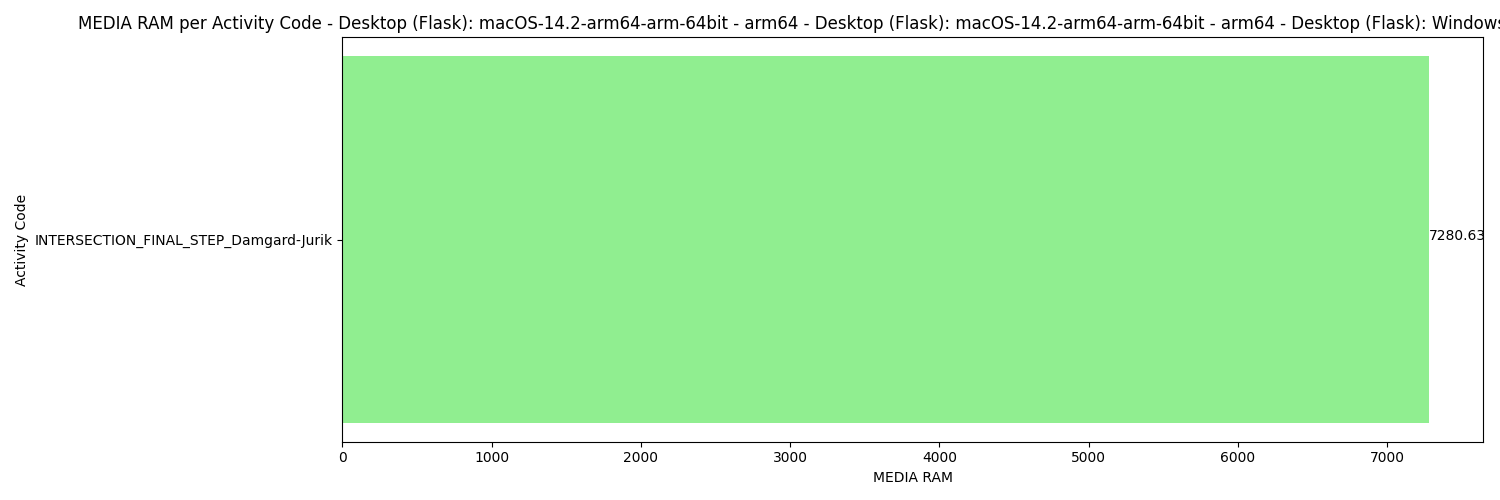 MEDIA RAM per Activity Code - Desktop (Flask): macOS-14.2-arm64-arm-64bit - arm64 - Desktop (Flask): macOS-14.2-arm64-arm-64bit - arm64 - Desktop (Flask): Windows
Activity Code
INTERSECTION_FINAL_STEP_Damgard-Jurik
7280.63
0 1000 2000 3000 4000 5000 6000 7000
MEDIA RAM